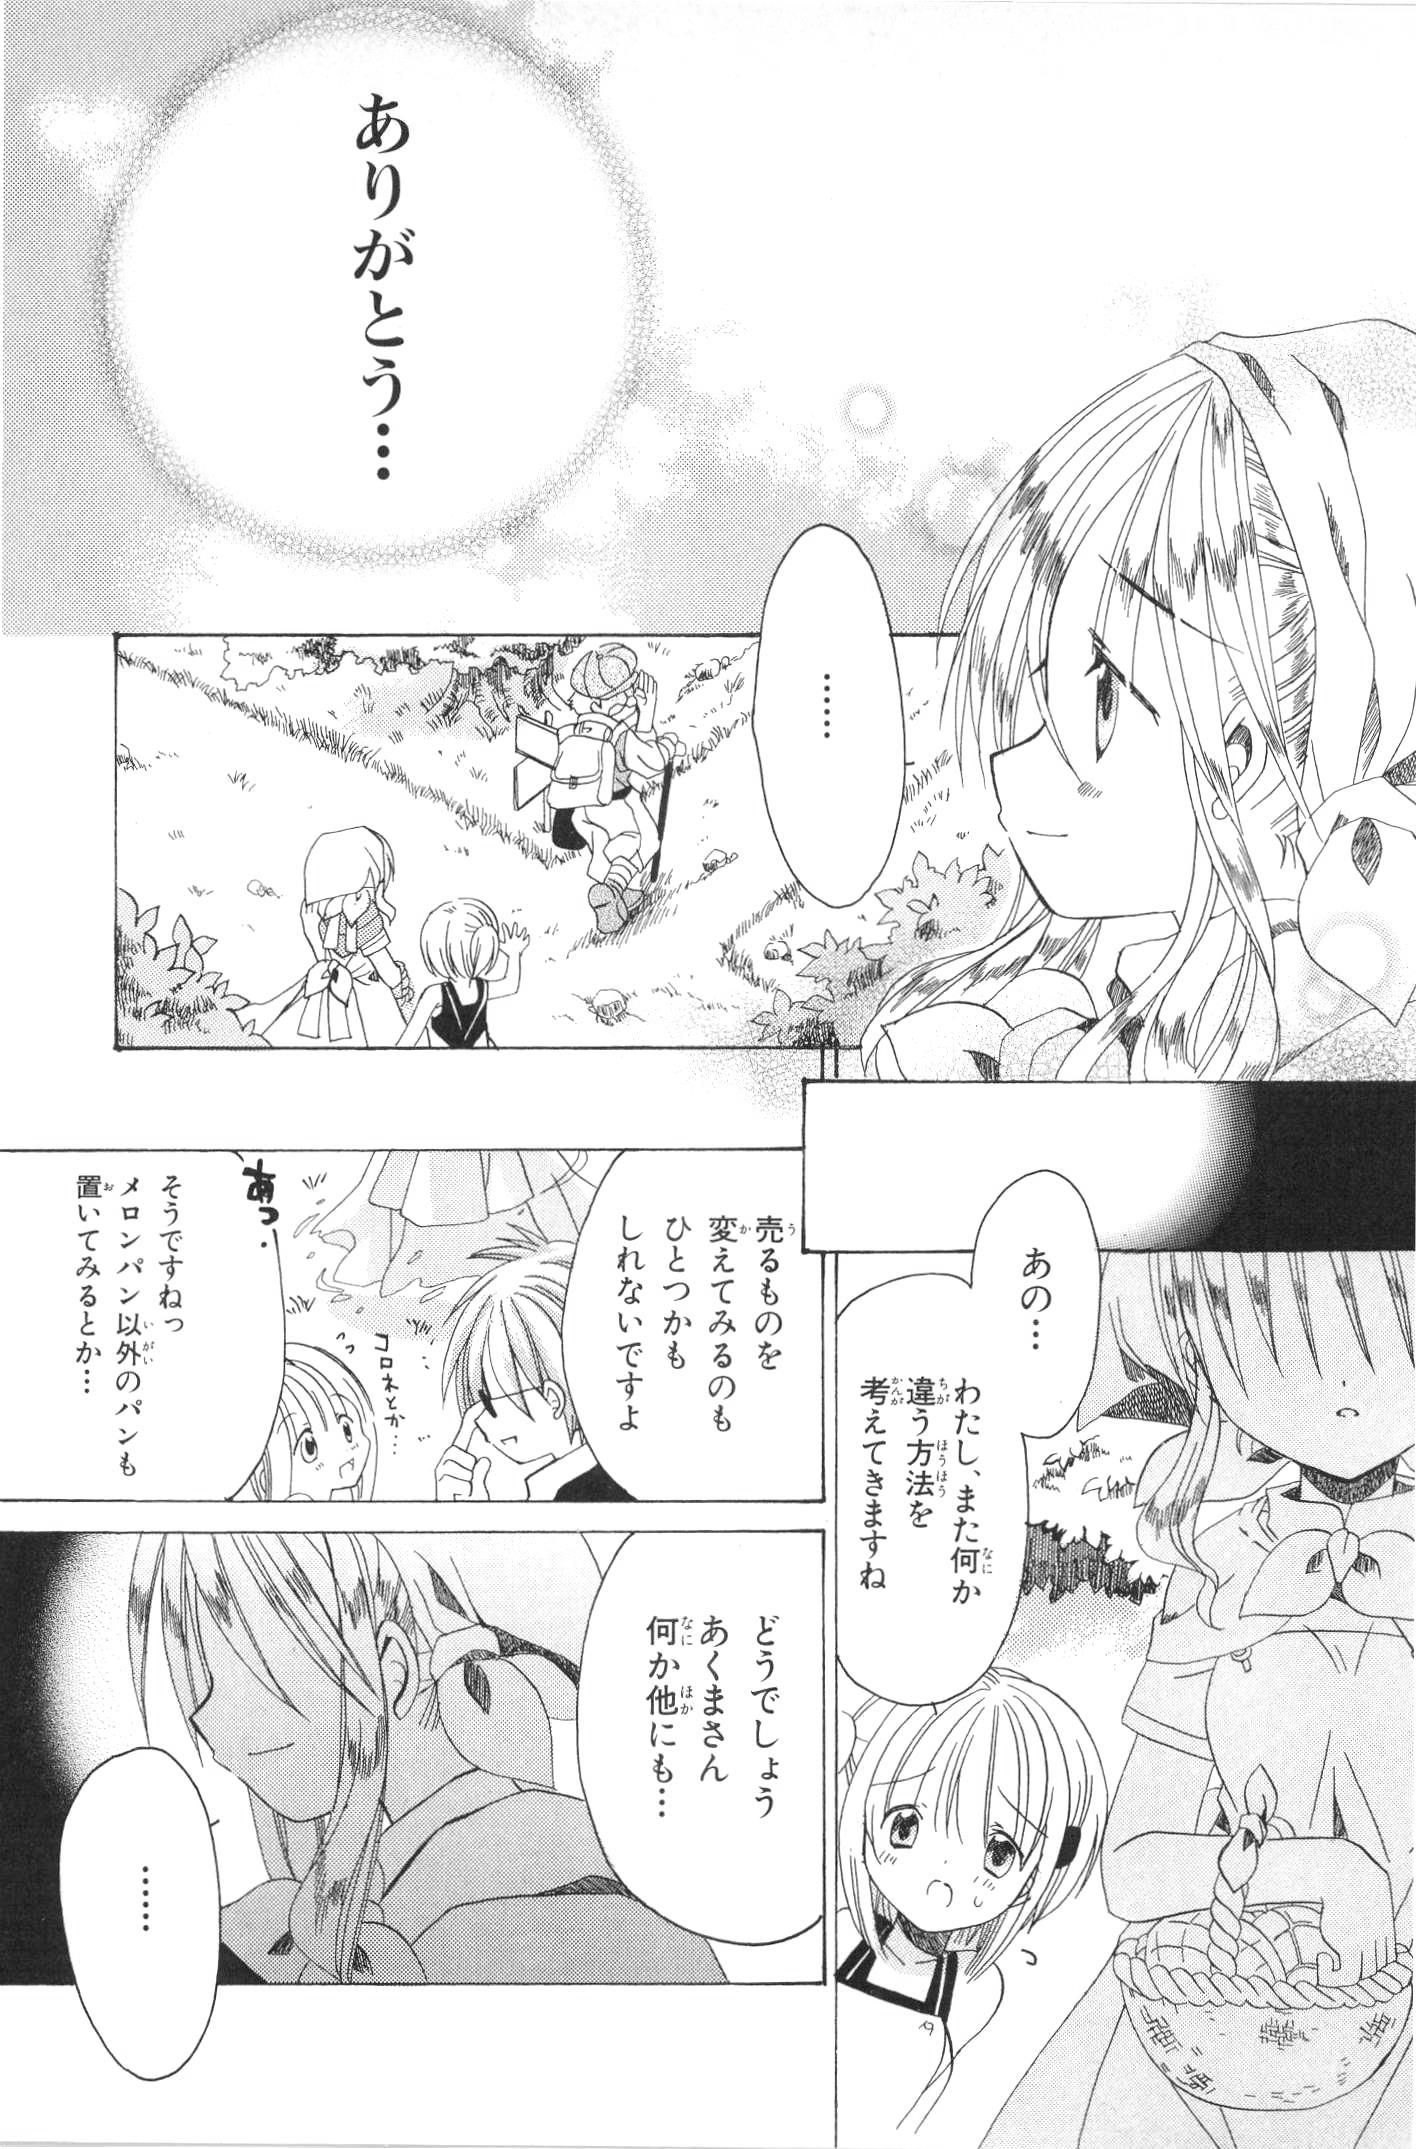 ありがとう…
……
あの…
わたし、また何か
違う方法を
考えてきますね
売るものを
変えてみるのも
ひとつかも
しれないですよ
コロネとか…
あっ
そうですねっ
メロンパン以外のパンも
置いてみるとか…
どうでしょう
あくまさん
何か他にも…
……